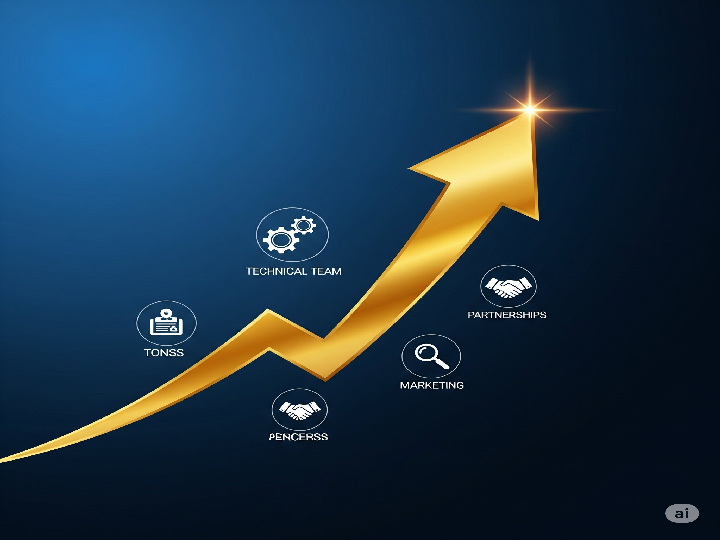 TECHNICAL TEAM
PARTNERSHIPS
TONSS
MARKETING
PENCERSS
ai